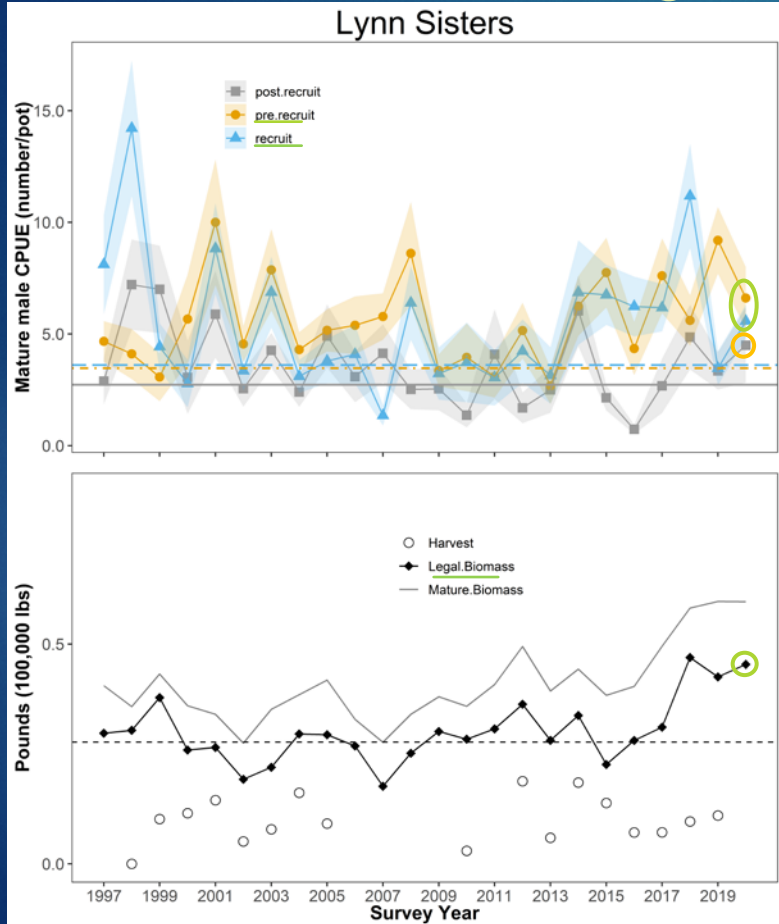 Lynn Sisters
Mature male CPUE (number/pot)
15.0
10.0
5.0
0.0
post.recruit
pre.recruit
recruit
Pounds (100,000 lbs)
0.5
0.0
Harvest
Legal.Biomass
Mature.Biomass
1997 1999 2001 2003 2005 2007 2009 2011 2013 2015 2017 2019
Survey Year